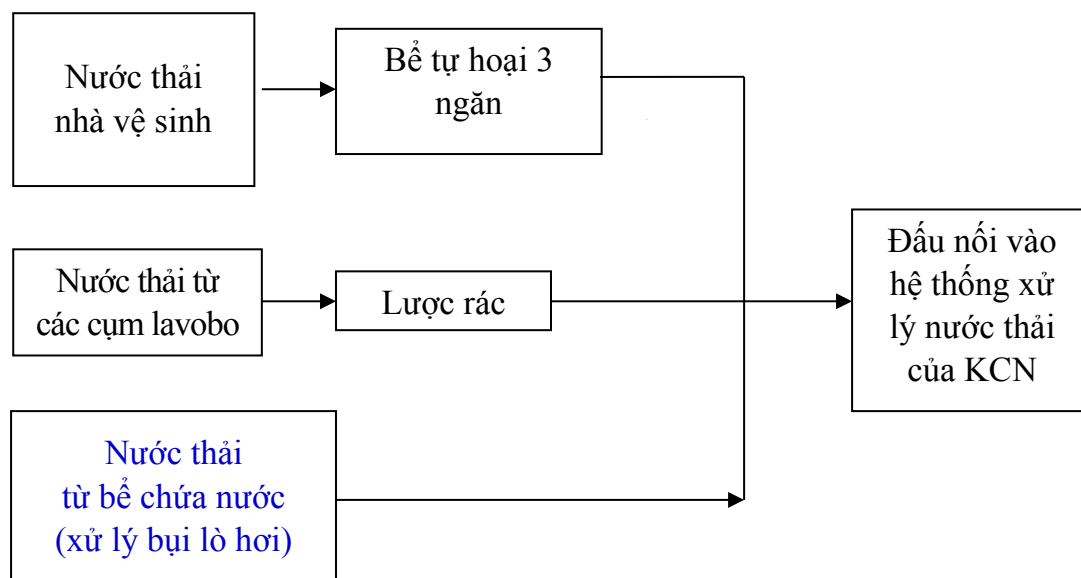 Nước thải
nhà vệ sinh
Bể tự hoại 3
ngăn
Nước thải từ
các cụm lavobo
Lược rác
Đấu nối vào
hệ thống xử
lý nước thải
của KCN
Nước thải
từ bể chứa nước
(xử lý bụi lò hơi)